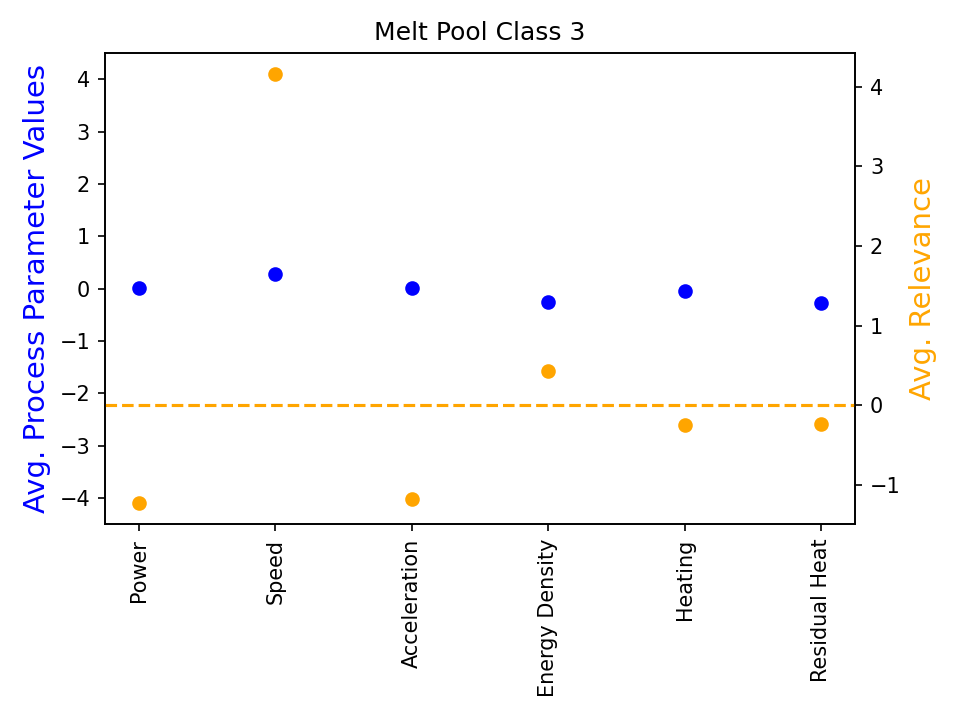 Melt Pool Class 3
Avg. Process Parameter Values
4
3
2
1
0
−1
−2
−3
−4
4
3
2
1
0
−1
Avg. Relevance
Power
Speed
Acceleration
Energy Density
Heating
Residual Heat